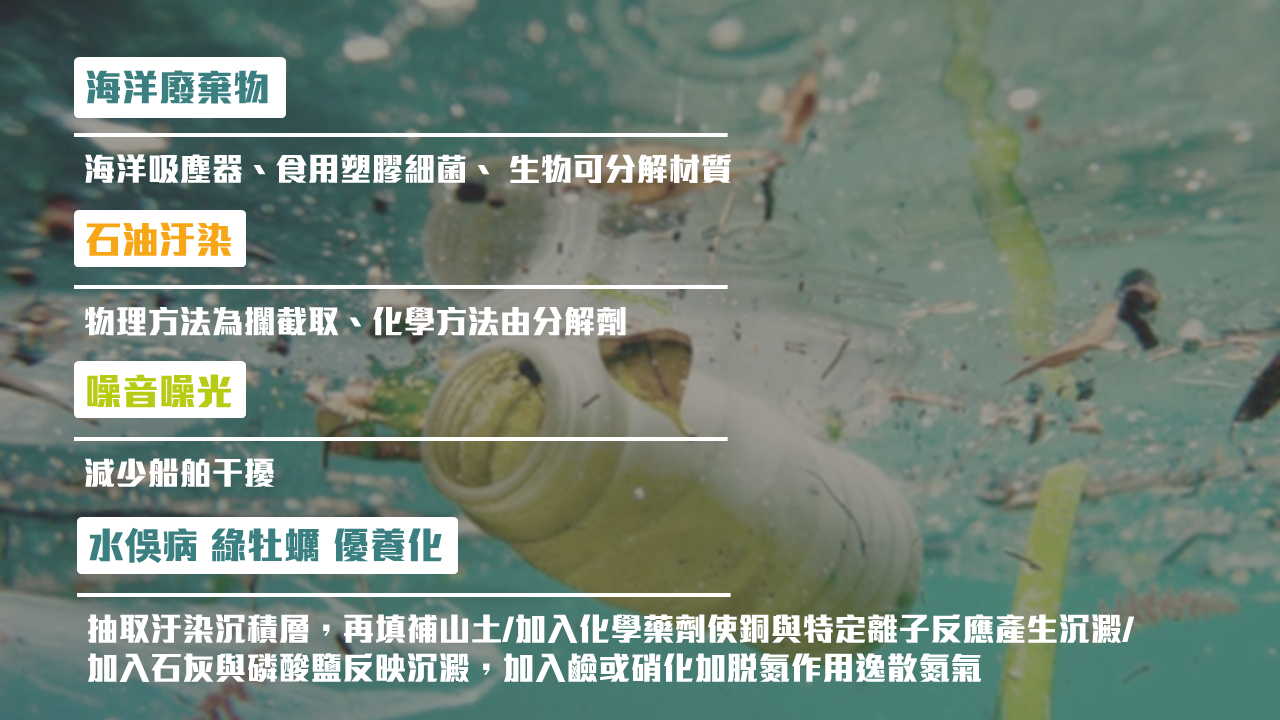 海洋廢棄物
海洋吸塵器、食用塑膠細菌、 生物可分解材質
石油汙染
物理方法為攔截取、化學方法由分解劑
噪音噪光
減少船舶干擾
水俁病 綠牡蠣 優養化
抽取汙染沉積層，再填補山土/加入化學藥劑使銅與特定離子反應產生沉澱/
加入石灰與磷酸鹽反映沉澱，加入鹼或硝化加脫氮作用逸散氨氣